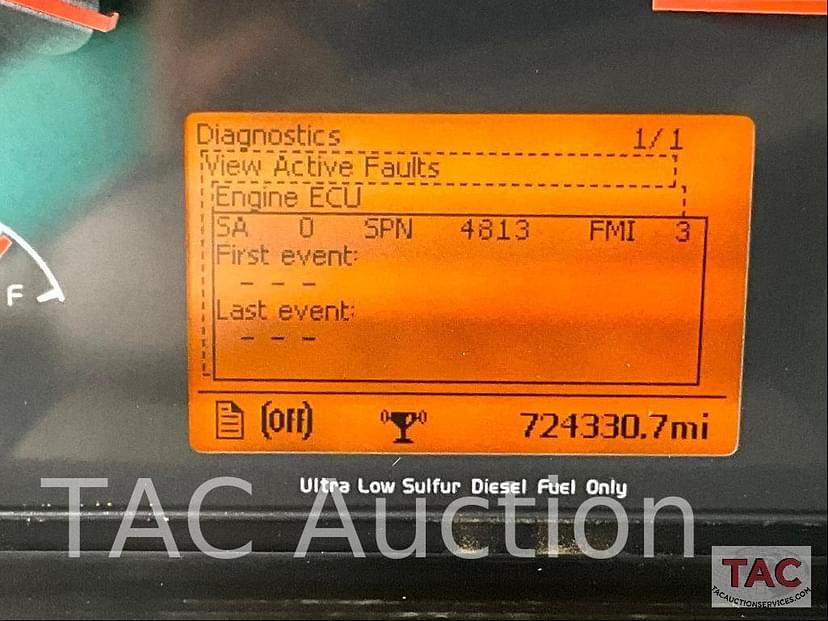 Diagnostics 1/1
View Active Faults
Engine ECU
SA 0 SPN 4813 FMI 3
First event:
- - -
Last event:
- - -
(Off) 724330.7mi
F
Ultra Low Sulfur Diesel Fuel Only
TAC Auction
TAC
TACAUCTIONSERVICES.COM